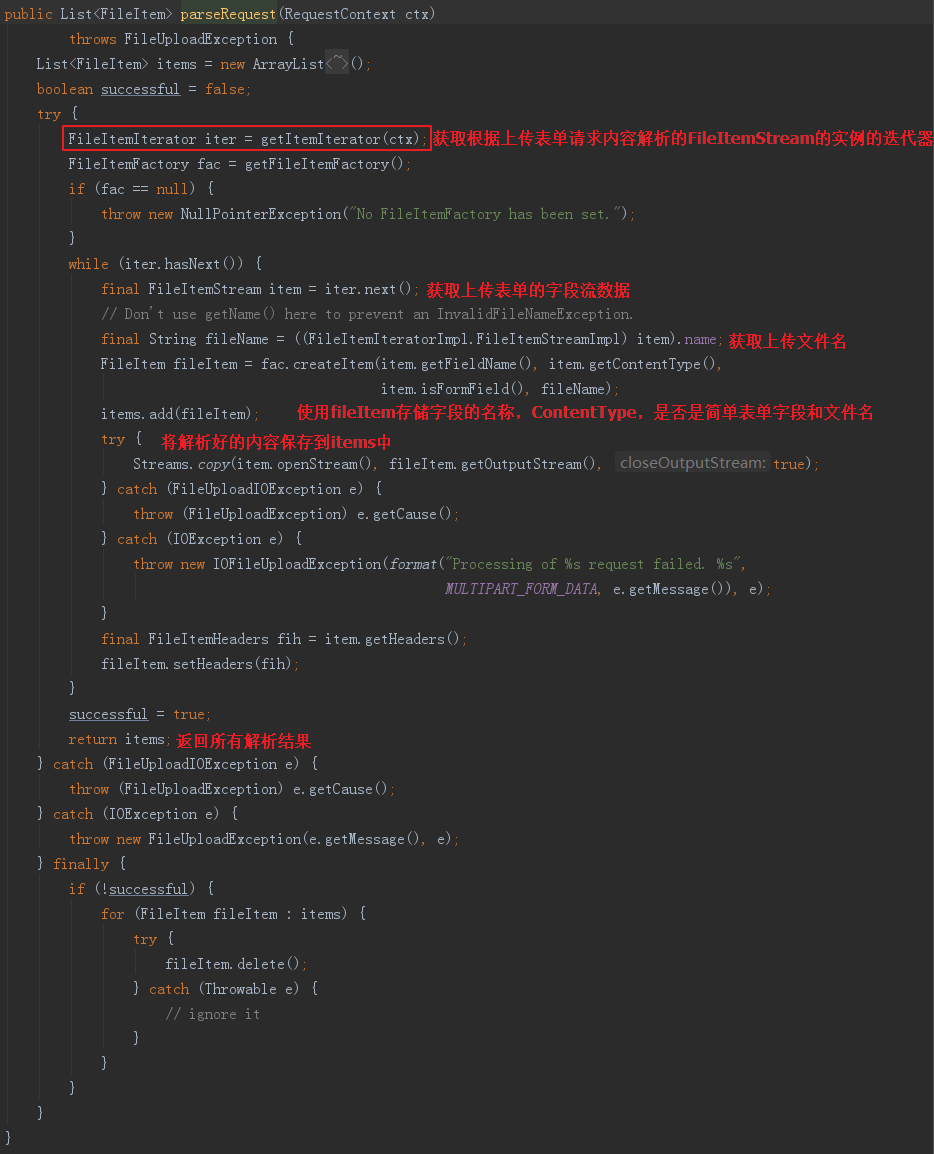 public List<FileItem> parseRequest(RequestContext ctx)
throws FileUploadException {
List<FileItem> items = new ArrayList<~>();
boolean successful = false;
try {
FileItemIterator iter = getItemIterator(ctx); 获取根据上传表单请求内容解析的FileItemStream的实例的迭代器
FileItemFactory fac = getFileItemFactory();
if (fac == null) {
throw new NullPointerException("No FileItemFactory has been set.");
}
while (iter.hasNext()) {
final FileItemStream item = iter.next(); 获取上传表单的字段流数据
// Don't use getName() here to prevent an InvalidFileNameException.
final String fileName = ((FileItemIteratorImpl.FileItemStreamImpl) item).name; 获取上传文件名
FileItem fileItem = fac.createItem(item.getFieldName(), item.getContentType(),
item.isFormField(), fileName);
items.add(fileItem); 使用fileItem存储字段的名称，ContentType，是否是简单表单字段和文件名
try { 将解析好的内容保存到items中
Streams.copy(item.openStream(), fileItem.getOutputStream(), closeOutputStream: true);
} catch (FileUploadIOException e) {
throw (FileUploadException) e.getCause();
} catch (IOException e) {
throw new IOFileUploadException(format("Processing of %s request failed. %s",
MULTIPART_FORM_DATA, e.getMessage()), e);
}
final FileItemHeaders fih = item.getHeaders();
fileItem.setHeaders(fih);
}
successful = true;
return items; 返回所有解析结果
} catch (FileUploadIOException e) {
throw (FileUploadException) e.getCause();
} catch (IOException e) {
throw new FileUploadException(e.getMessage(), e);
} finally {
if (!successful) {
for (FileItem fileItem : items) {
try {
fileItem.delete();
} catch (Throwable e) {
// ignore it
}
}
}
}
}